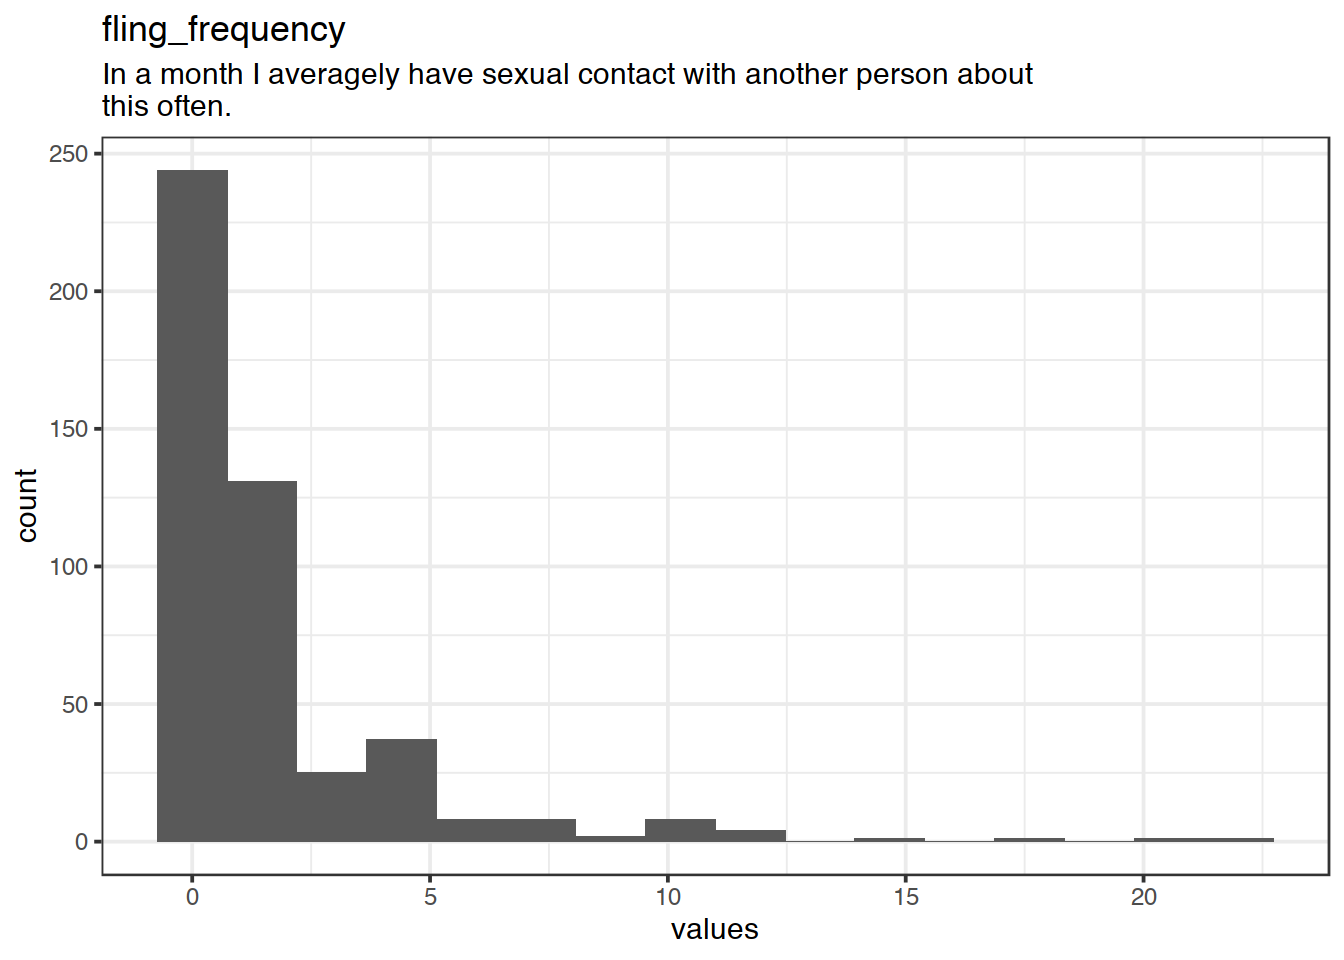 fling_frequency
In a month I averagely have sexual contact with another person about
this often.
250
200
150
100
50
0
count
0 5 10 15 20
values